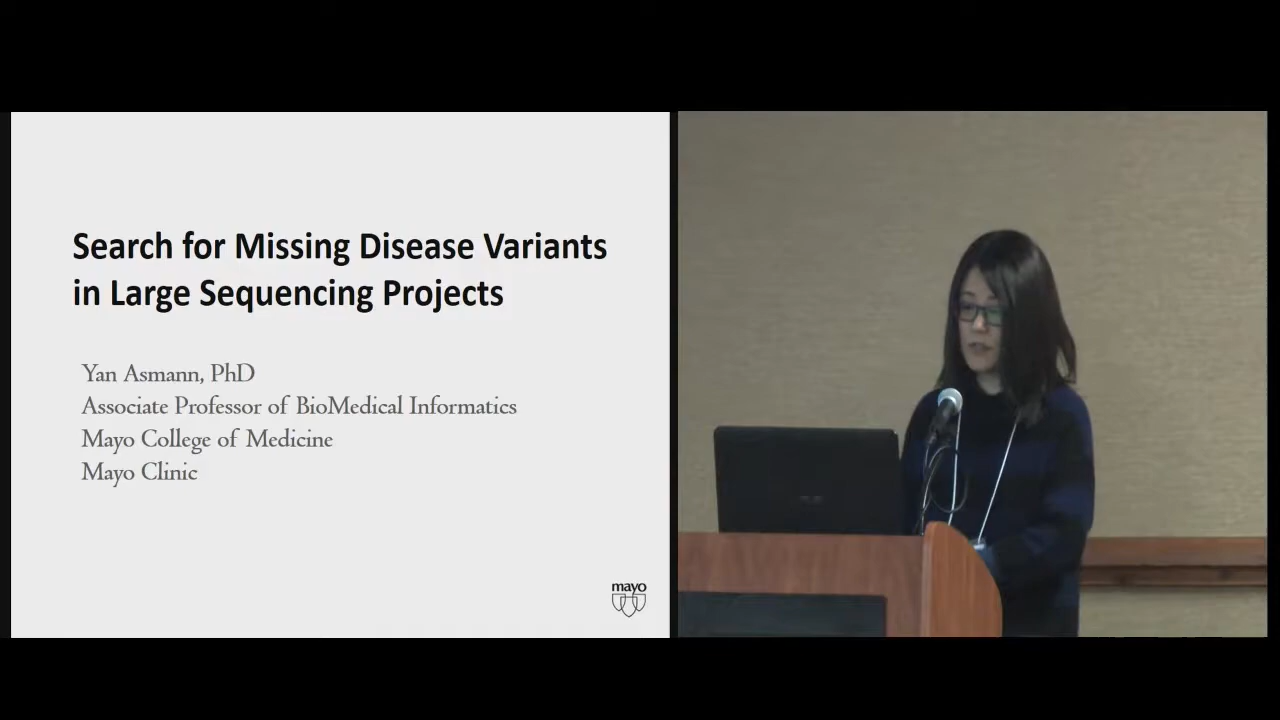 Search for Missing Disease Variants
in Large Sequencing Projects
Yan Asmann, PhD
Associate Professor of BioMedical Informatics
Mayo College of Medicine
Mayo Clinic
mayo